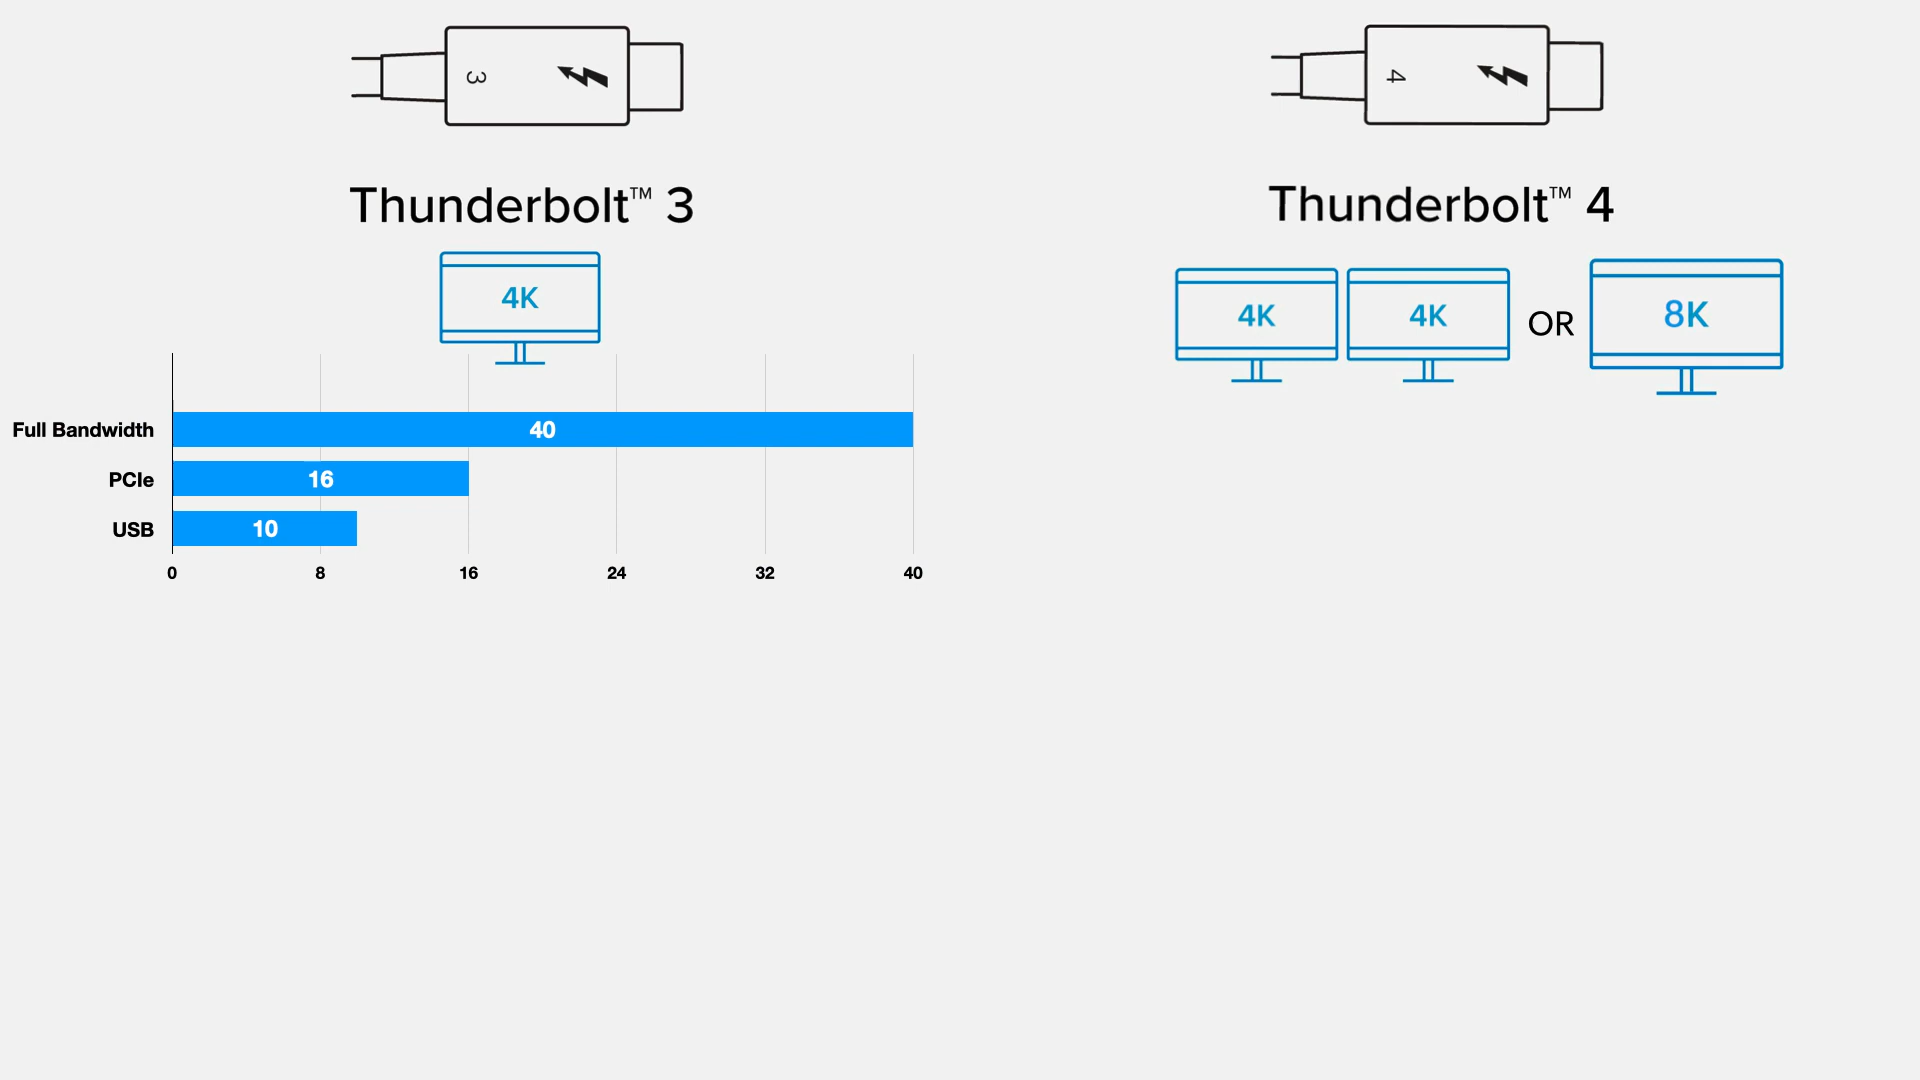 3
Thunderbolt™ 3
4K
Full Bandwidth 40
PCIe 16
USB 10
0 8 16 24 32 40
4
Thunderbolt™ 4
4K 4K OR 8K